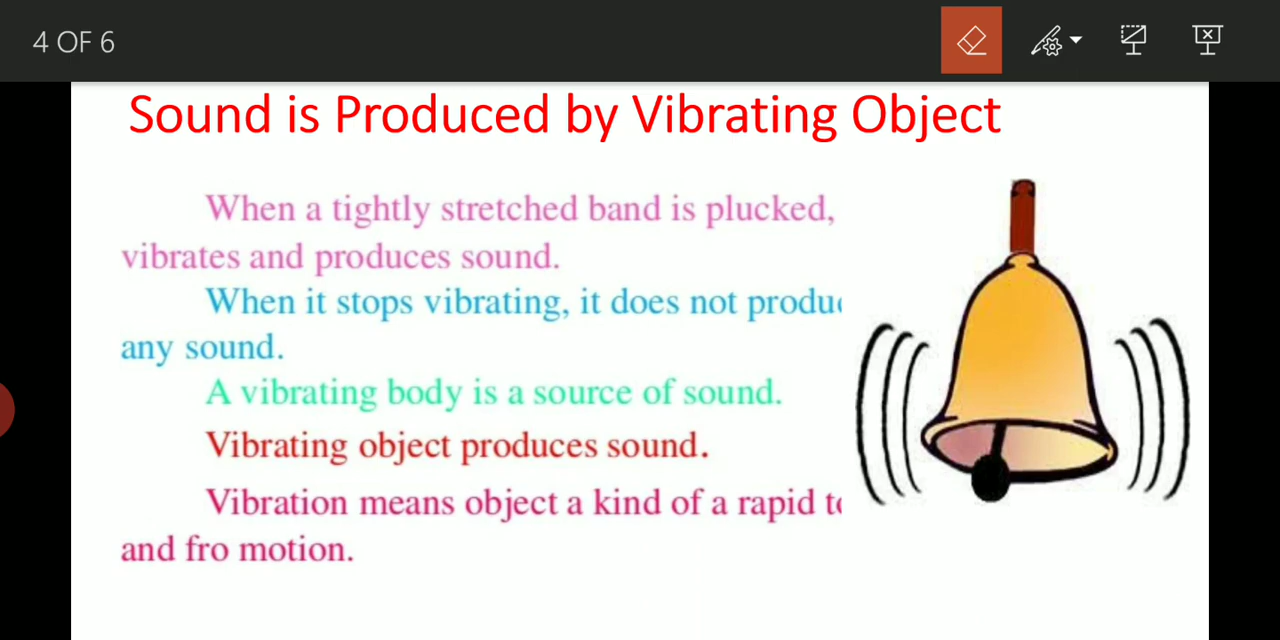 4 OF 6
Sound is Produced by Vibrating Object
When a tightly stretched band is plucked,
vibrates and produces sound.
When it stops vibrating, it does not produc
any sound.
A vibrating body is a source of sound.
Vibrating object produces sound.
Vibration means object a kind of a rapid to
and fro motion.